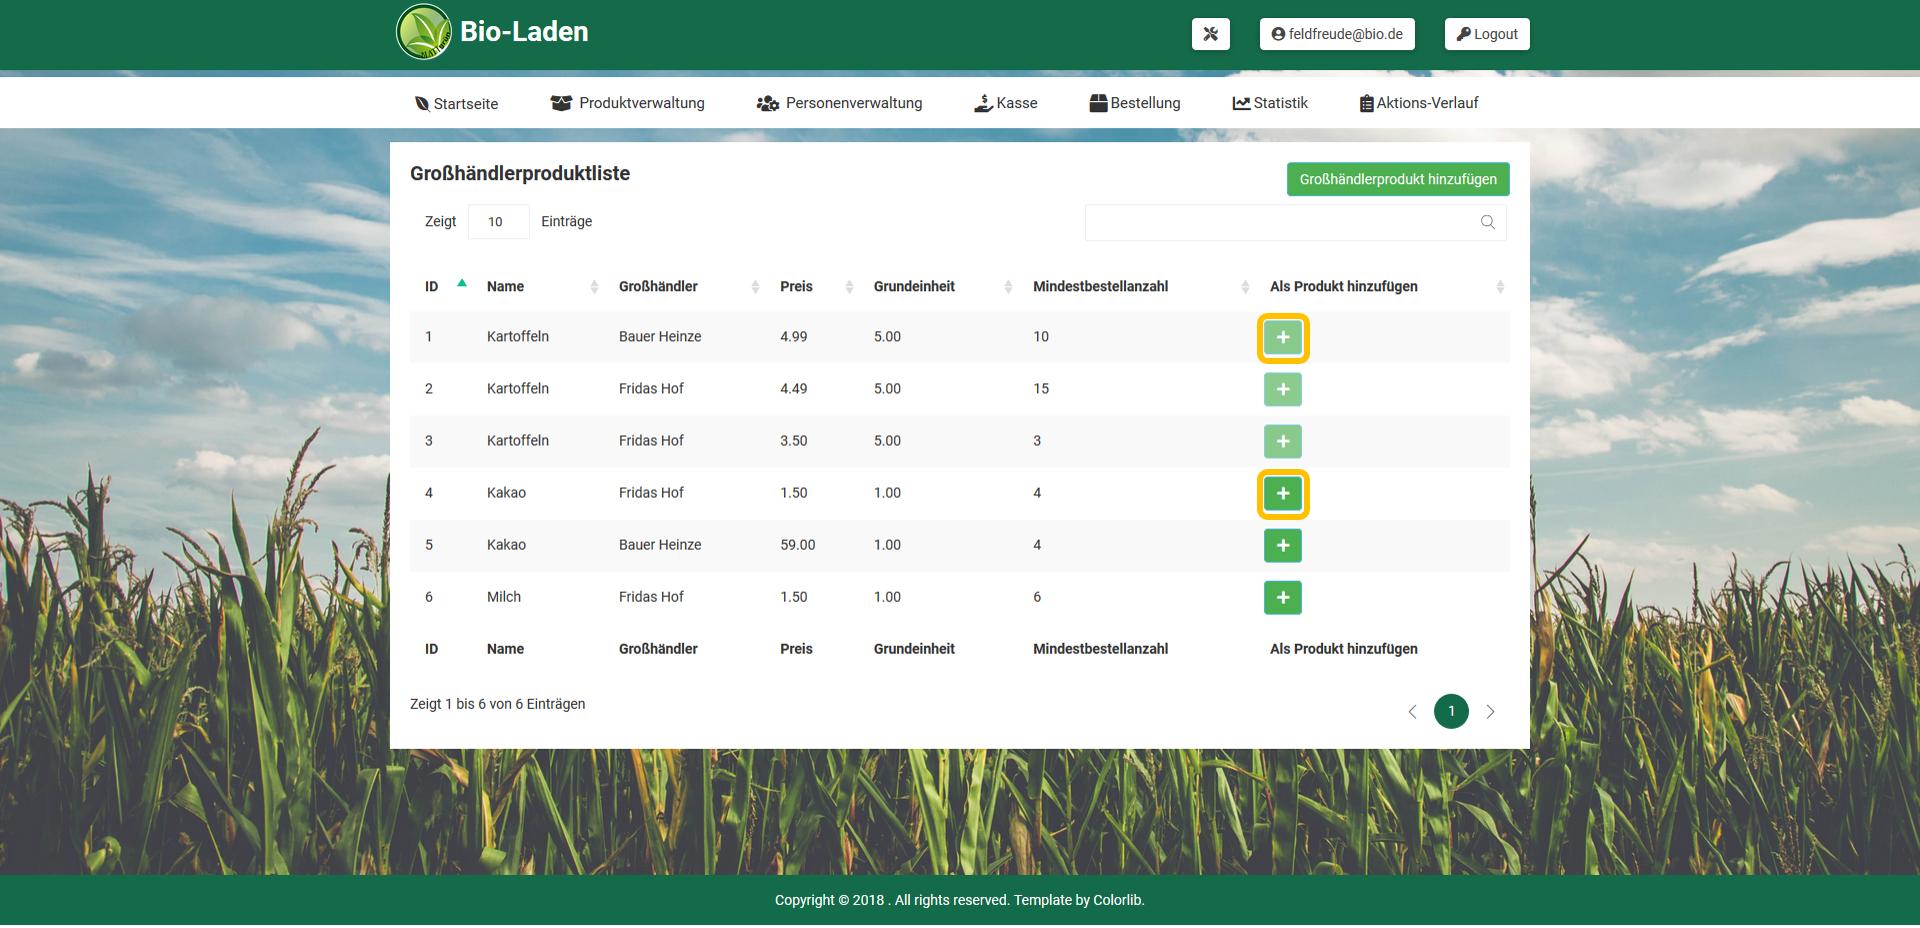 Bio-Laden
feldfreude@bio.de
Logout
Startseite
Produktverwaltung
Personenverwaltung
Kasse
Bestellung
Statistik
Aktions-Verlauf
Großhändlerproduktliste
Großhändlerprodukt hinzufügen
Zeigt 10 Einträge
ID Name Großhändler Preis Grundeinheit Mindestbestellanzahl Als Produkt hinzufügen
1 Kartoffeln Bauer Heinze 4.99 5.00 10 +
2 Kartoffeln Fridas Hof 4.49 5.00 15 +
3 Kartoffeln Fridas Hof 3.50 5.00 3 +
4 Kakao Fridas Hof 1.50 1.00 4 +
5 Kakao Bauer Heinze 59.00 1.00 4 +
6 Milch Fridas Hof 1.50 1.00 6 +
ID Name Großhändler Preis Grundeinheit Mindestbestellanzahl Als Produkt hinzufügen
Zeigt 1 bis 6 von 6 Einträgen
1
Copyright © 2018 . All rights reserved. Template by Colorlib.